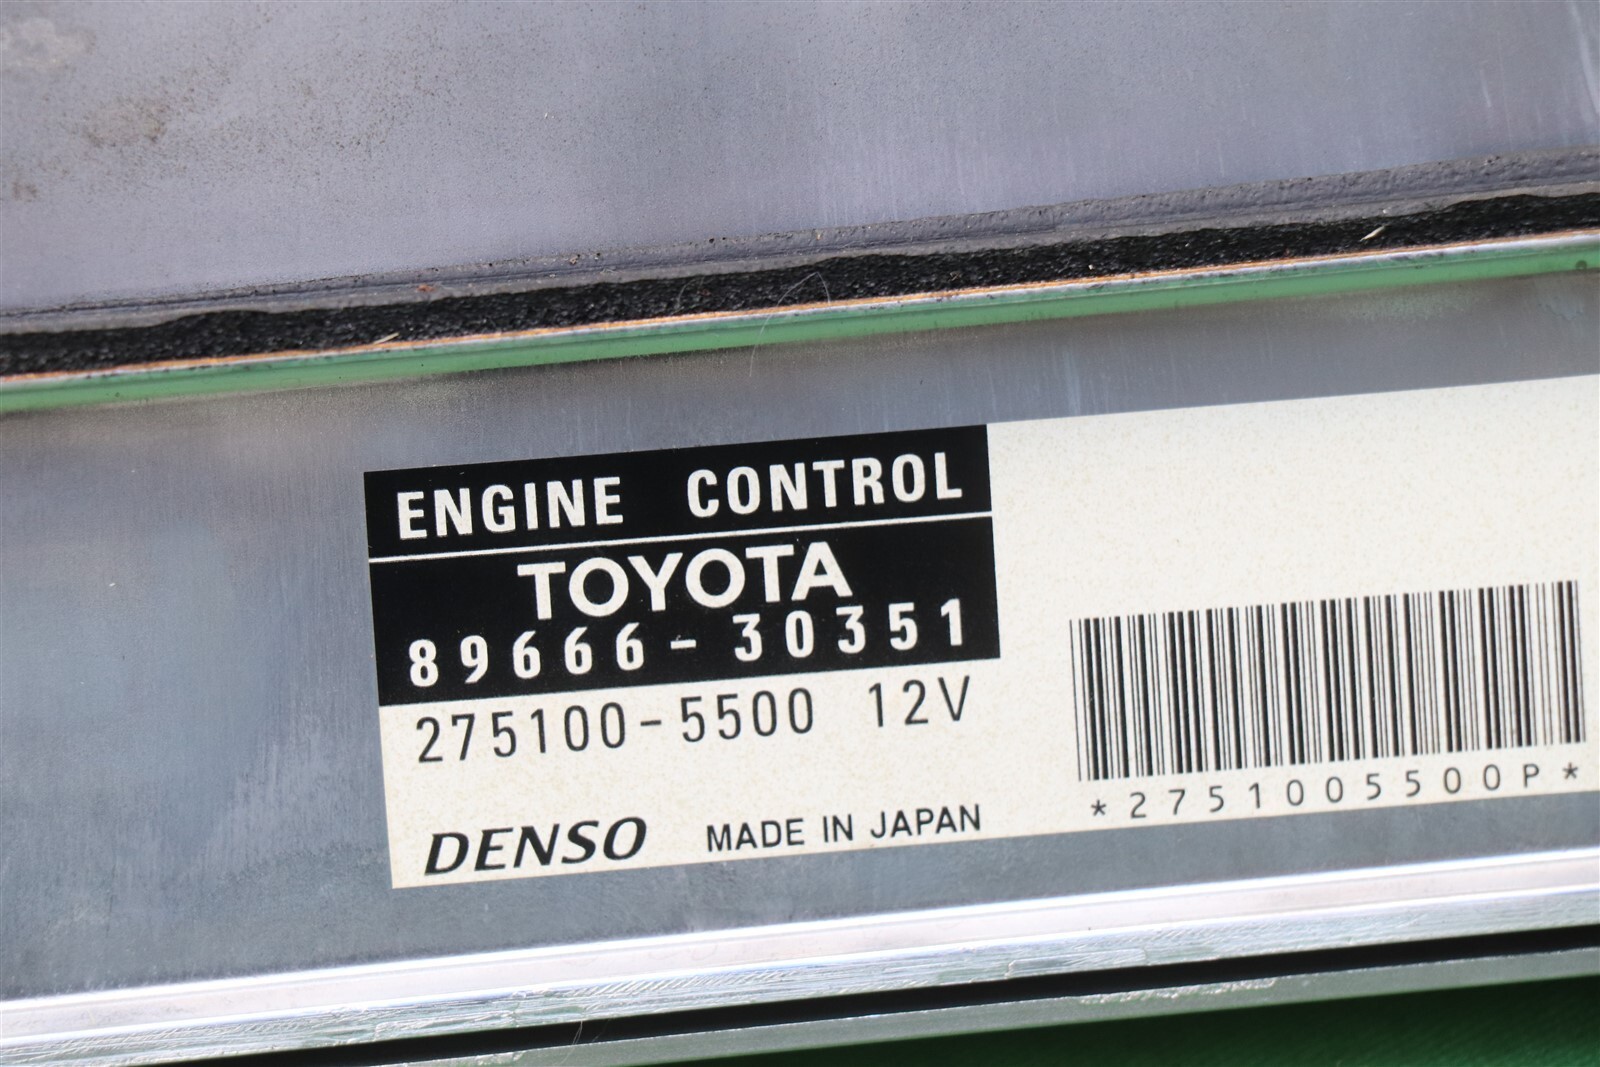 ENGINE CONTROL
TOYOTA
89666-30351
275100-5500 12V
DENSO MADE IN JAPAN
*2751005500P*